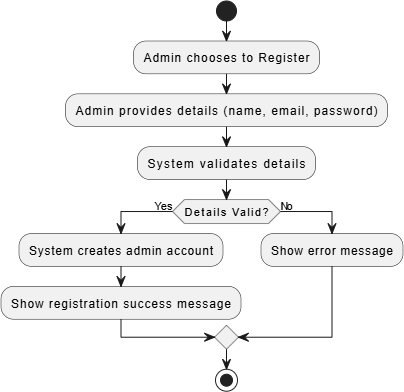 Admin chooses to Register
Admin provides details (name, email, password)
System validates details
Yes
Details Valid?
No
System creates admin account
Show error message
Show registration success message